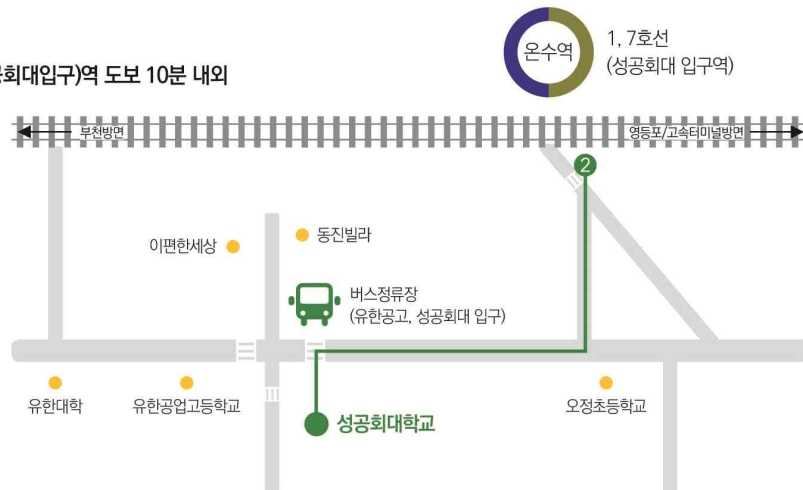 온수역
1, 7호선
(성공회대 입구역)
공회대입구)역 도보 10분 내외
부천방면
영등포/고속터미널방면
2
이편한세상
동진빌라
버스정류장
(유한공고, 성공회대 입구)
유한대학
유한공업고등학교
성공회대학교
오정초등학교